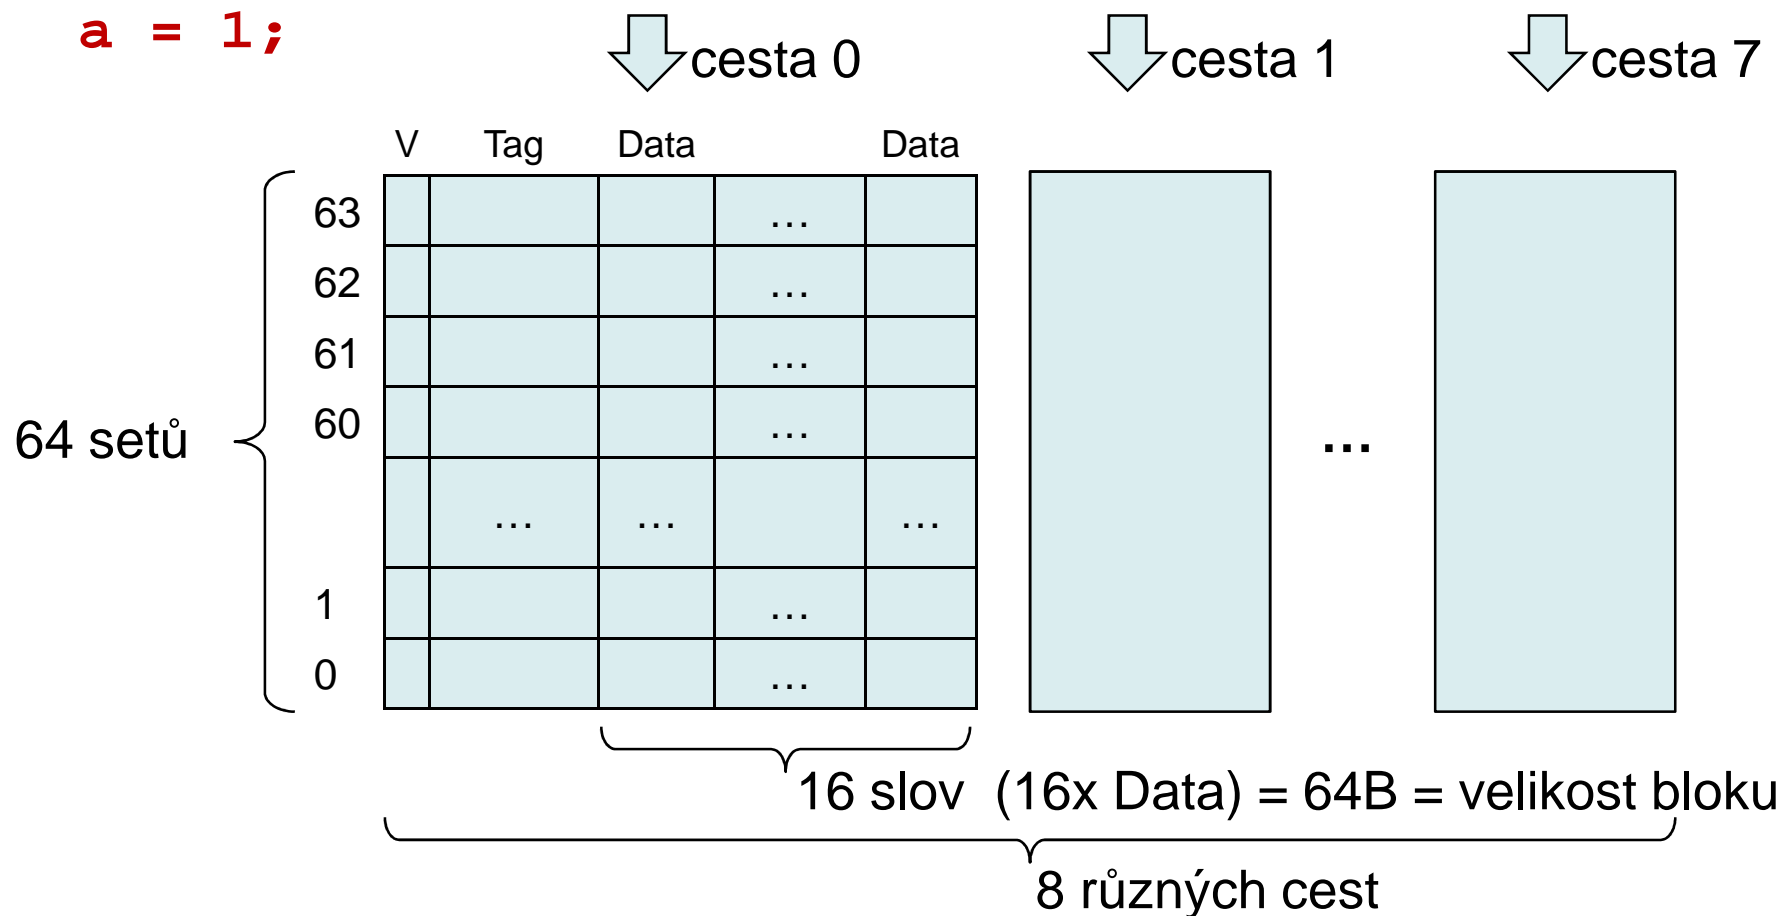 a = 1;
cesta 0
cesta 1
cesta 7
V Tag Data Data
63 ...
62 ...
61 ...
60 ...
64 setů
...
... ... ...
1 ...
0 ...
16 slov (16x Data) = 64B = velikost bloku
8 různých cest